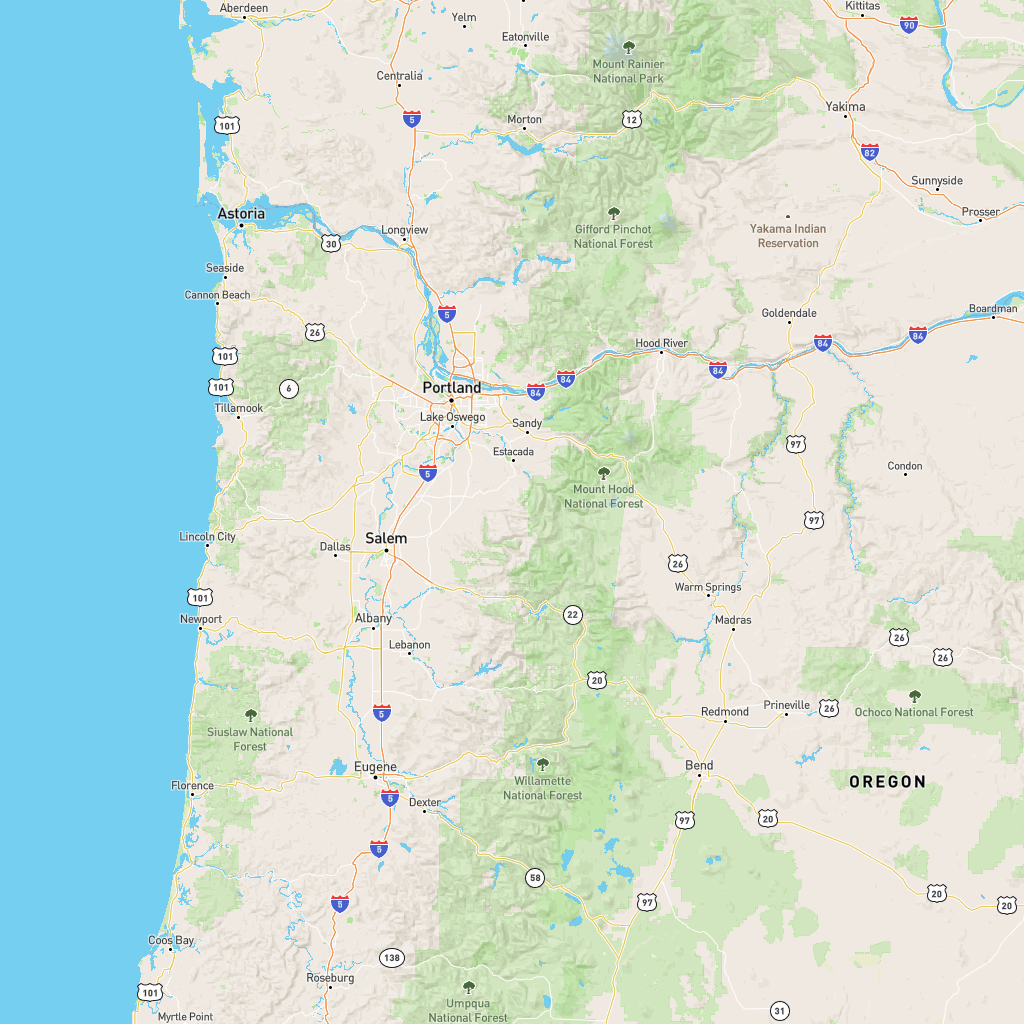 Aberdeen
Yelm
Kittitas
90
Eatonville
Mount Rainier
National Park
Centralia
5
101
Morton
12
Yakima
82
Sunnyside
Prosser
Astoria
30
Longview
Gifford Pinchot
National Forest
Yakama Indian
Reservation
Seaside
Cannon Beach
26
5
Goldendale
Boardman
101
Hood River
84
84
84
101
6
Portland
84
84
Tillamook
Lake Oswego
Sandy
97
Estacada
5
Mount Hood
National Forest
Condon
97
Lincoln City
Dallas
Salem
26
101
Warm Springs
Newport
Albany
22
Madras
26
Lebanon
26
20
Siuslaw National
Forest
5
Redmond
Prineville
26
Ochoco National Forest
Eugene
Willamette
National Forest
Bend
OREGON
Florence
5
Dexter
97
20
5
58
97
20
20
5
Coos Bay
138
Roseburg
101
Umpqua
National Forest
31
Myrtle Point